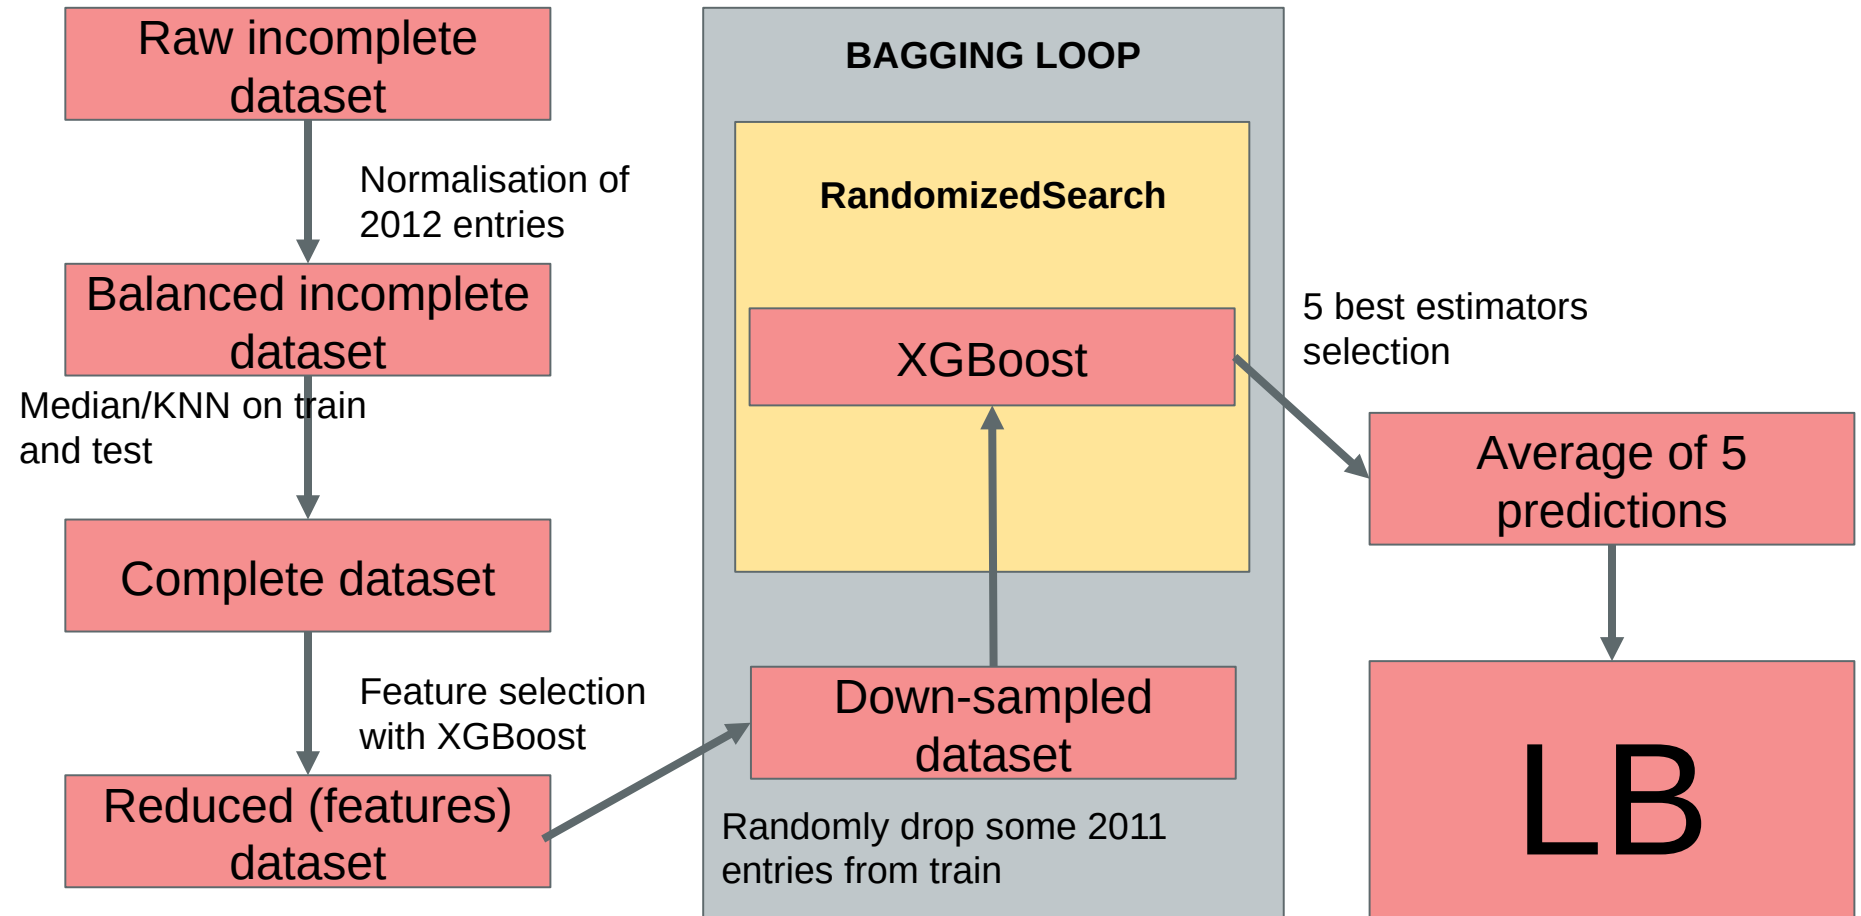 Raw incomplete
dataset
Normalisation of
2012 entries
Balanced incomplete
dataset
Median/KNN on train
and test
Complete dataset
Feature selection
with XGBoost
Reduced (features)
dataset
BAGGING LOOP
RandomizedSearch
XGBoost
Down-sampled
dataset
Randomly drop some 2011
entries from train
5 best estimators
selection
Average of 5
predictions
LB